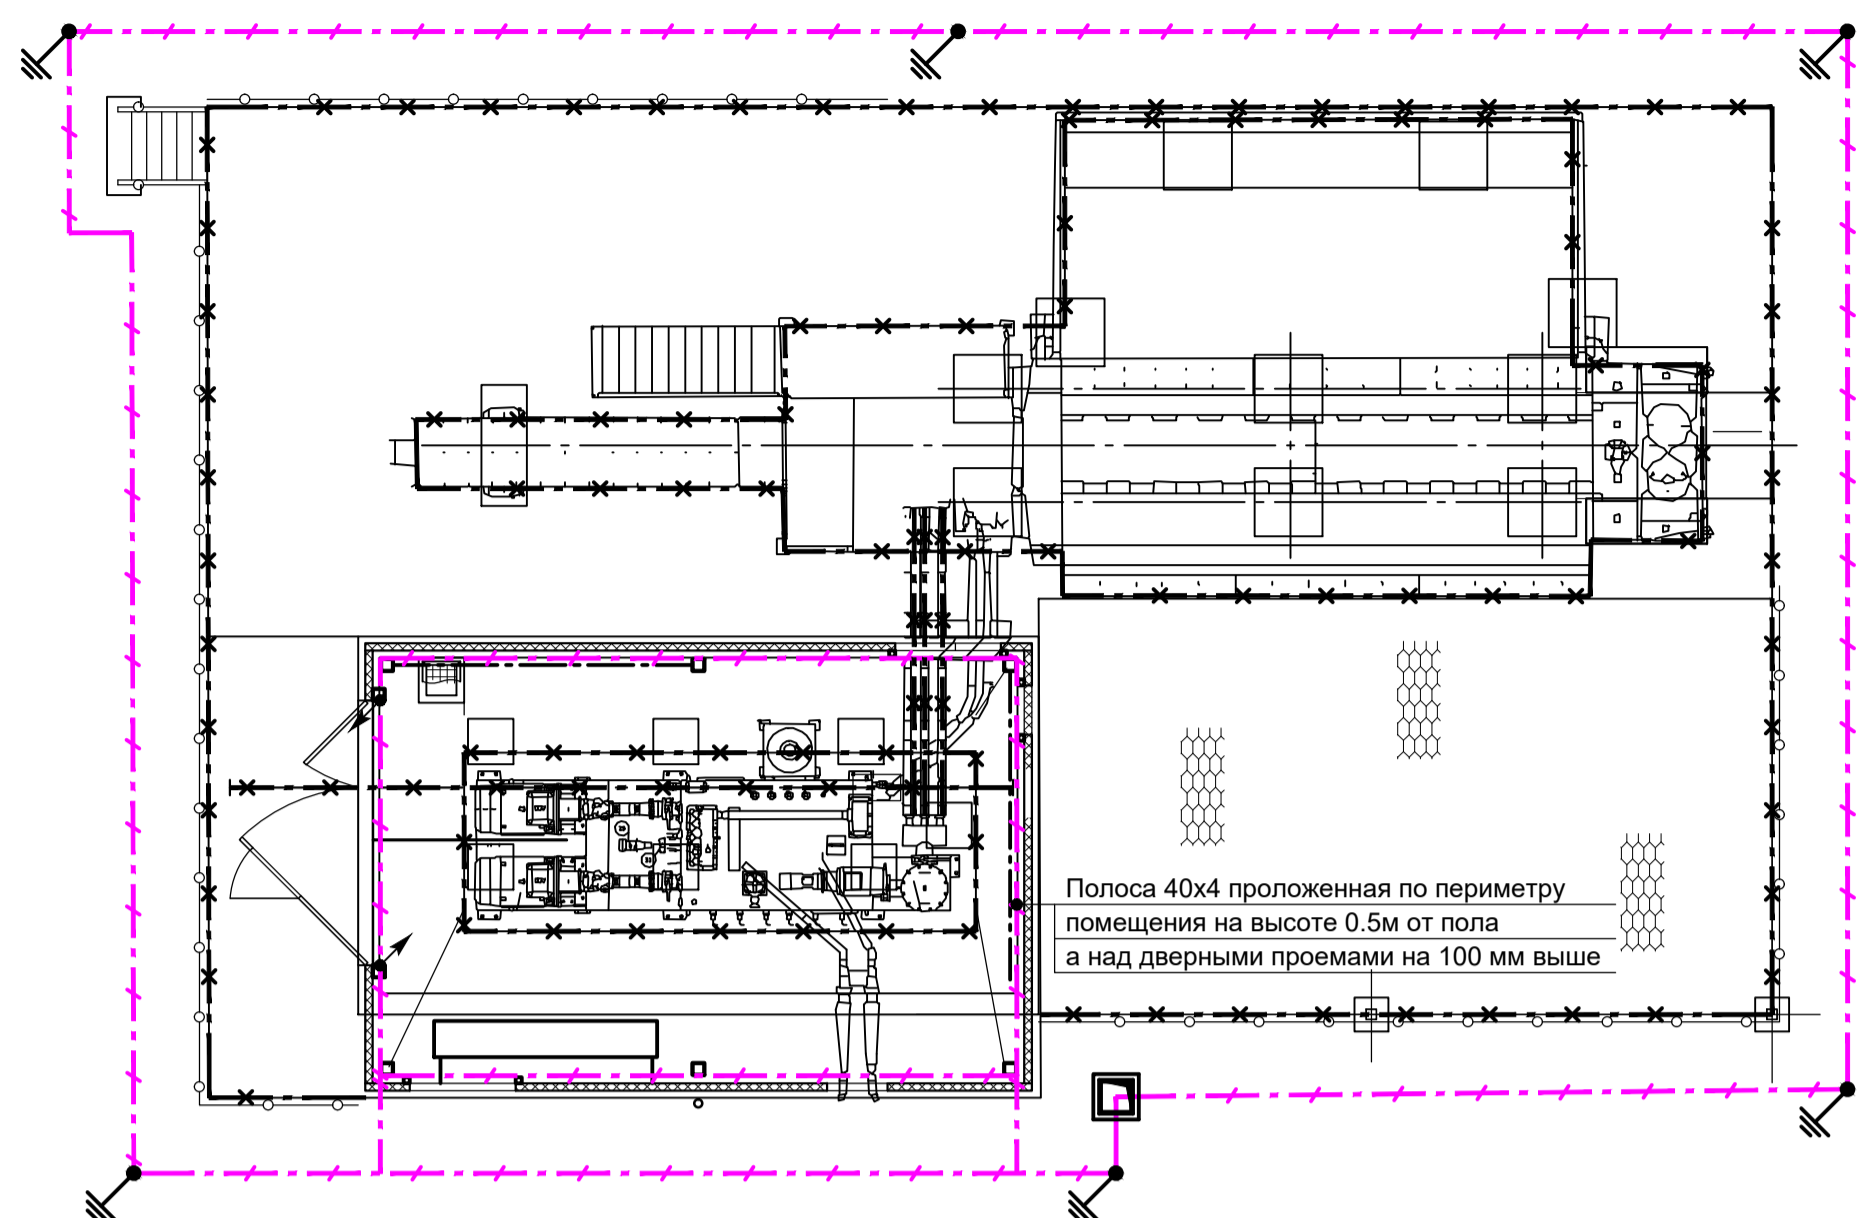 Полоса 40х4 проложенная по периметру
помещения на высоте 0.5м от пола
а над дверными проемами на 100 мм выше